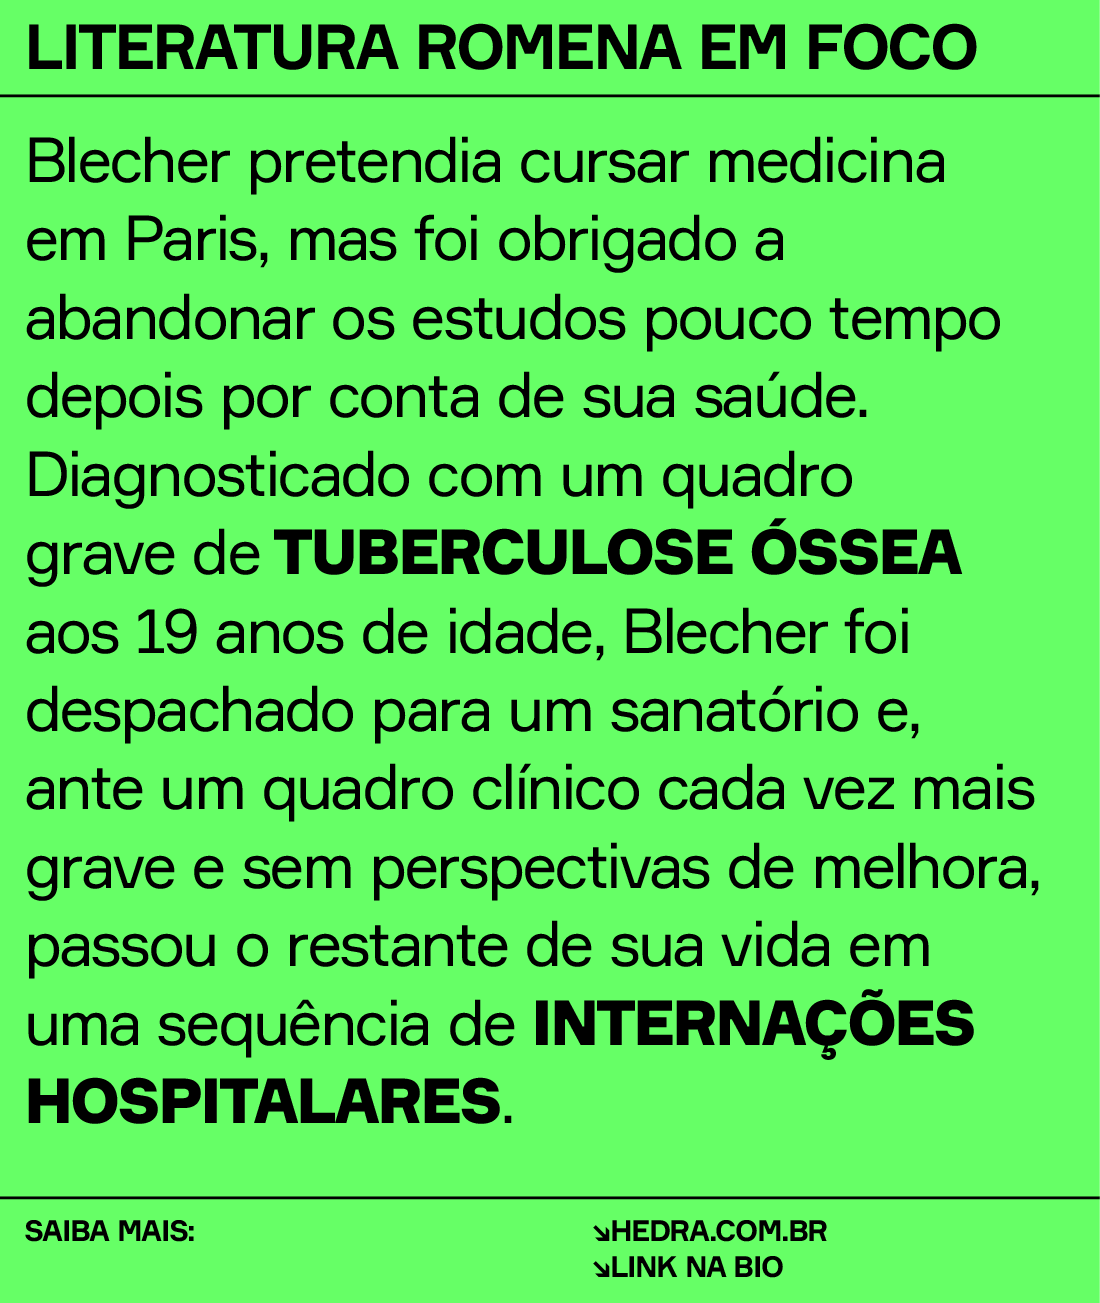 LITERATURA ROMENA EM FOCO
Blecher pretendia cursar medicina
em Paris, mas foi obrigado a
abandonar os estudos pouco tempo
depois por conta de sua saúde.
Diagnosticado com um quadro
grave de TUBERCULOSE ÓSSEA
aos 19 anos de idade, Blecher foi
despachado para um sanatório e,
ante um quadro clínico cada vez mais
grave e sem perspectivas de melhora,
passou o restante de sua vida em
uma sequência de INTERNAÇÕES
HOSPITALARES.
SAIBA MAIS:
↘HEDRA.COM.BR
↘LINK NA BIO